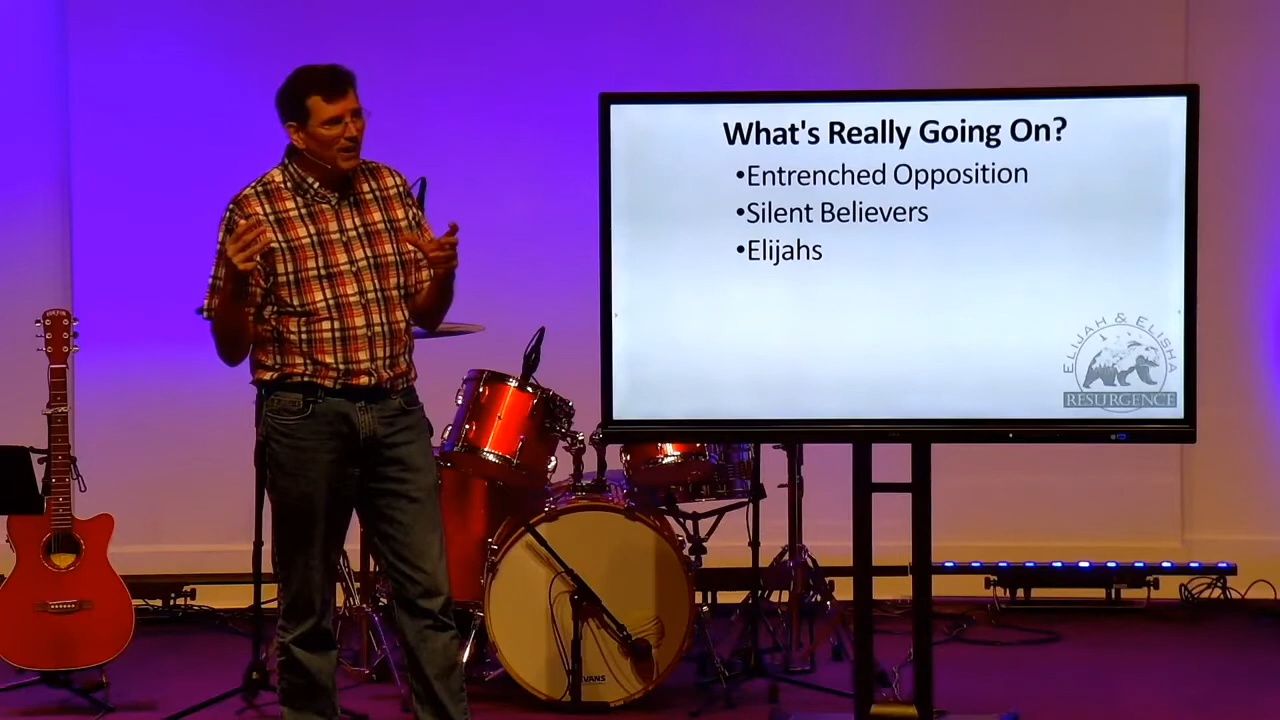 What's Really Going On?
•Entrenched Opposition
•Silent Believers
•Elijahs
ELIJAH & ELISHA
RESURGENCE
EVANS